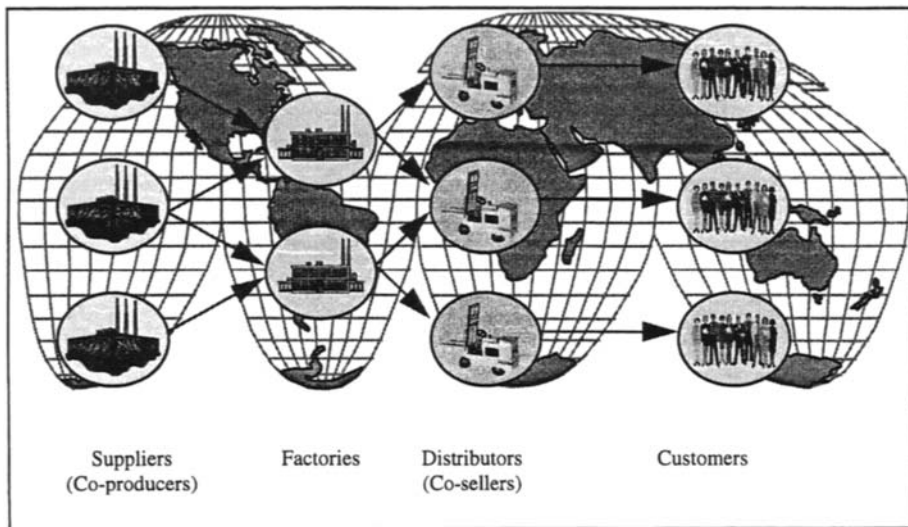 Suppliers
(Co-producers)
Factories
Distributors
(Co-sellers)
Customers